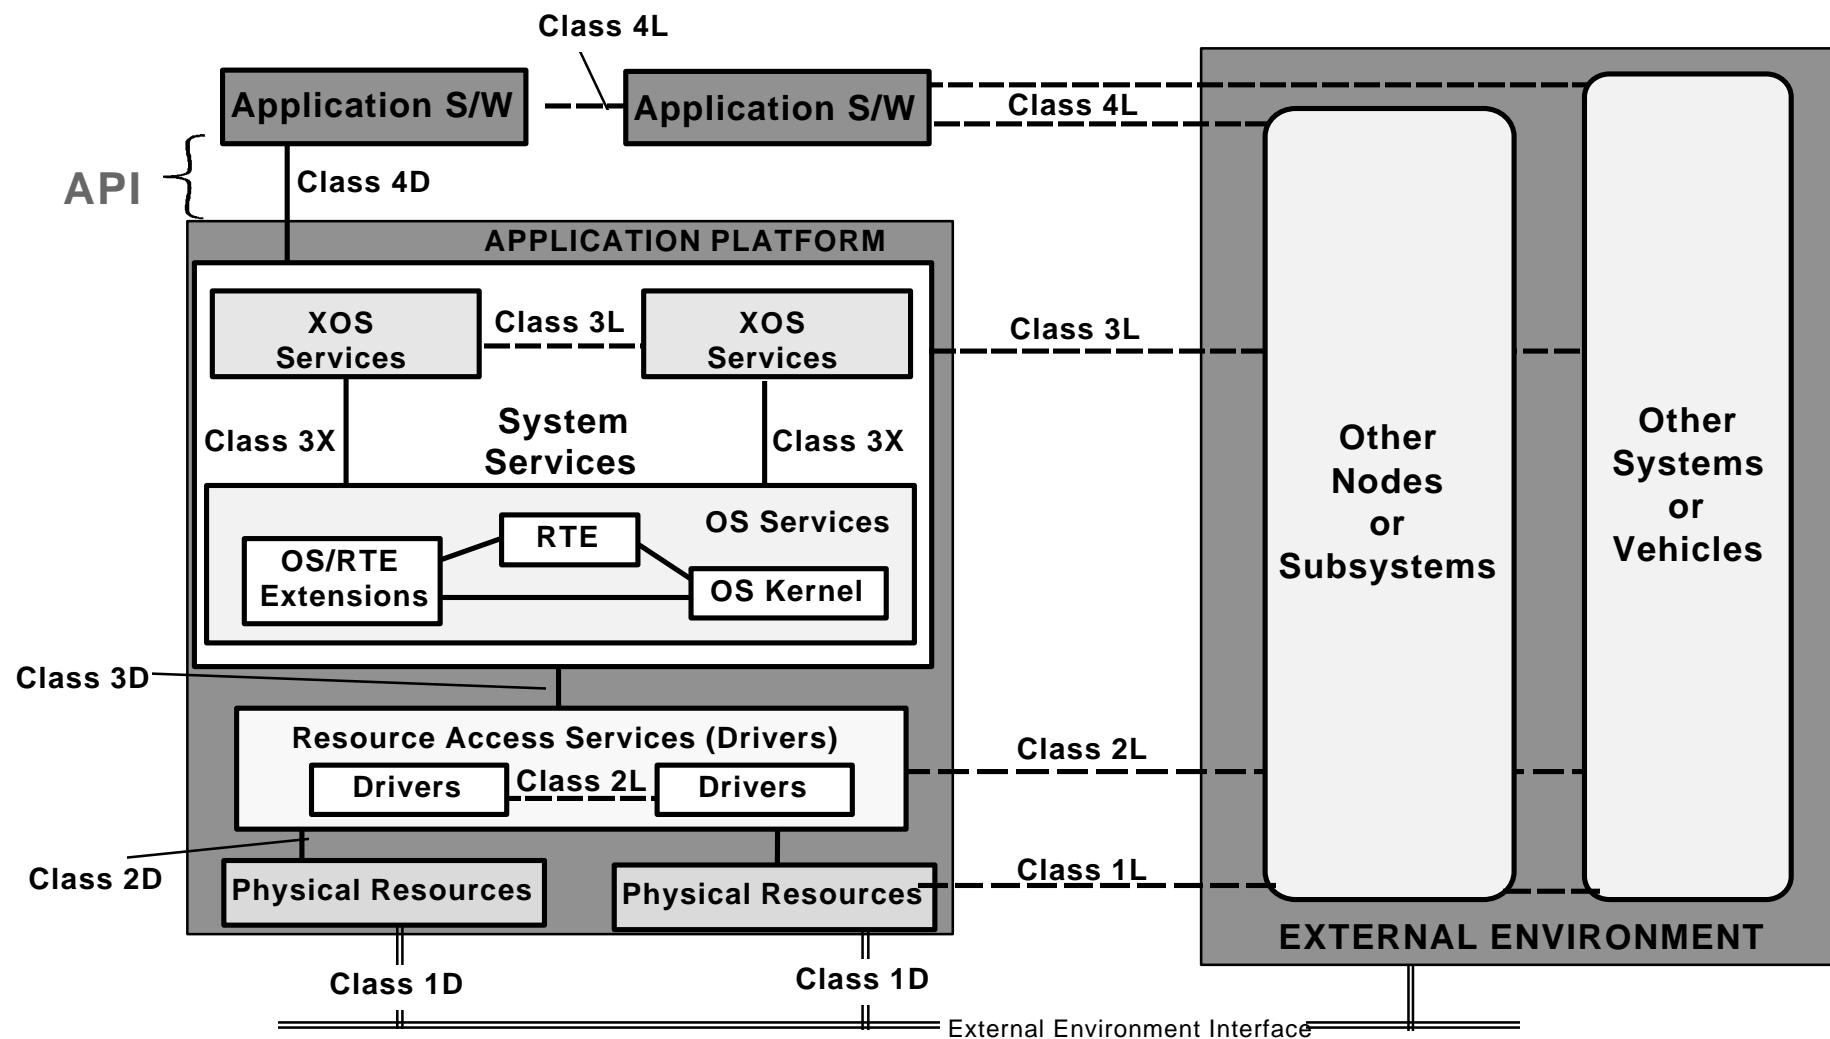 Class 4L
Application S/W
Application S/W
Class 4L
API
Class 4D
APPLICATION PLATFORM
XOS
Services
Class 3L
XOS
Services
Class 3L
Class 3X
System
Services
Class 3X
OS Services
RTE
OS/RTE
Extensions
OS Kernel
Class 3D
Resource Access Services (Drivers)
Drivers
Class 2L
Drivers
Class 2L
Class 2D
Physical Resources
Physical Resources
Class 1L
Class 1D
Class 1D
External Environment Interface
Other
Nodes
or
Subsystems
Other
Systems
or
Vehicles
EXTERNAL ENVIRONMENT